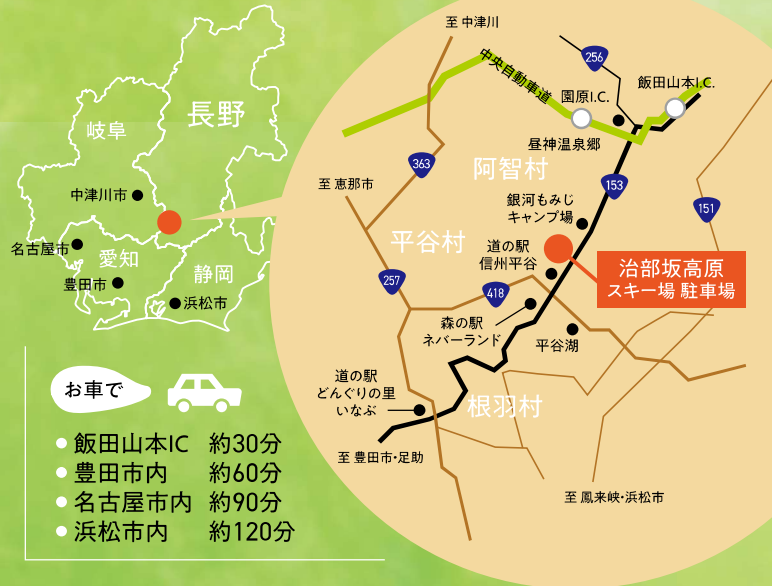 長野
岐阜
中津川市
名古屋市
愛知
豊田市
静岡
浜松市
お車で
飯田山本IC 約30分
豊田市内 約60分
名古屋市内 約90分
浜松市内 約120分
至 中津川
中央自動車道
256
飯田山本I.C.
園原I.C.
昼神温泉郷
363
阿智村
至 恵那市
153
151
銀河もみじ
キャンプ場
平谷村
道の駅
信州平谷
治部坂高原
スキー場 駐車場
257
418
森の駅
ネバーランド
平谷湖
道の駅
どんぐりの里
いなぶ
根羽村
至 豊田市・足助
至 鳳来峡・浜松市